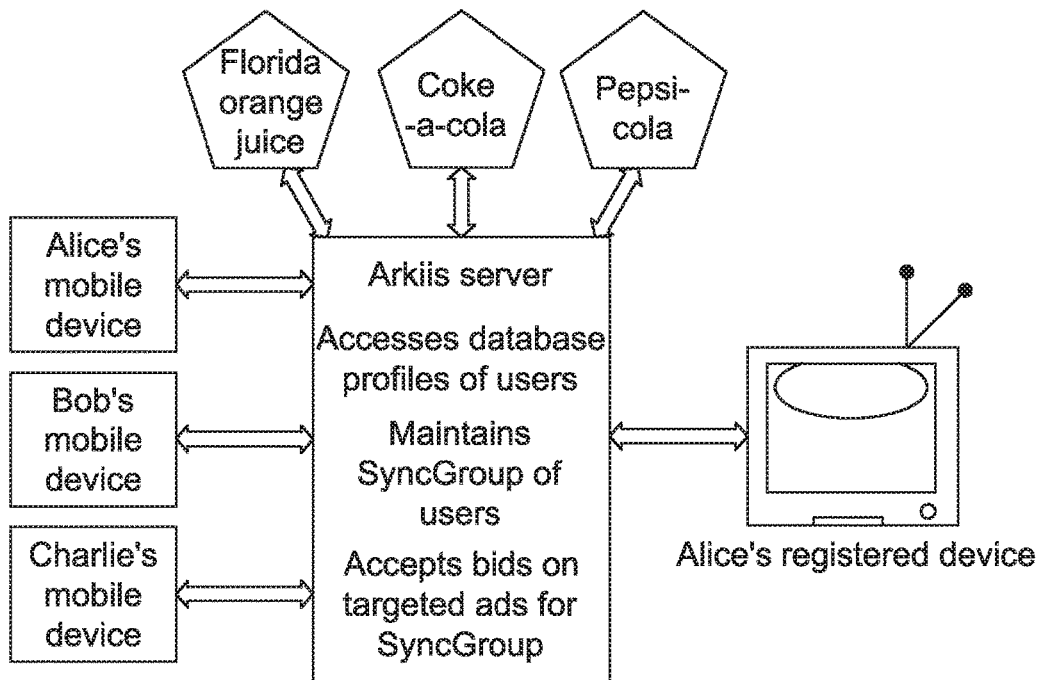 Florida
orange
juice
Coke
-a-cola
Pepsi-
cola
Alice's
mobile
device
Bob's
mobile
device
Charlie's
mobile
device
Arkiis server
Accesses database
profiles of users
Maintains
SyncGroup of
users
Accepts bids on
targeted ads for
SyncGroup
Alice's registered device